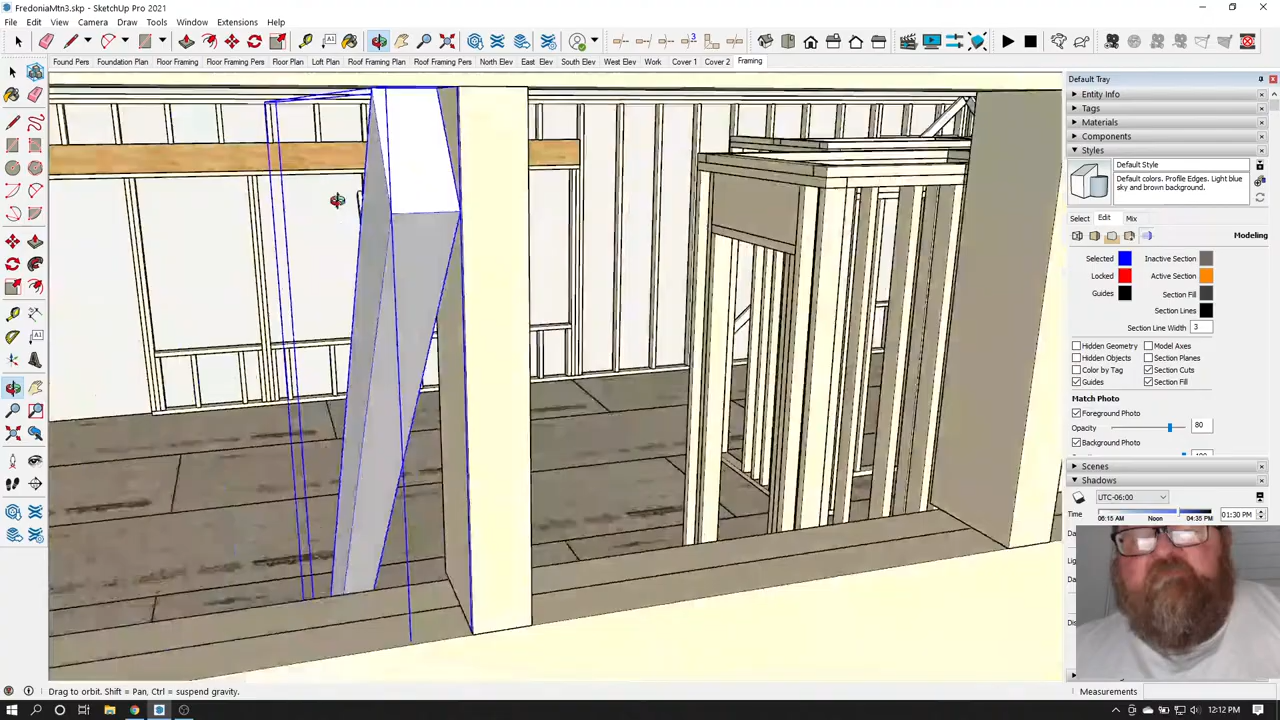 FredoniaMtn3.skp - SketchUp Pro 2021
File Edit View Camera Draw Tools Window Extensions Help
Found Pers Foundation Plan Roof Framing Roof Framing Pers Floor Plan Loft Plan Roof Framing Plan Roof Framing Pers North Elev East Elev South Elev West Elev Work Cover 1 Cover 2 Framing
Default Tray
Entity Info
Tags
Materials
Components
Styles
Default Style
Default colors. Profile Edges. Light blue
sky and brown background.
Select Edit Mix
Modeling
Selected Inactive Section
Locked Active Section
Guides Section Fill
Section Lines
Section Line Width 3
Hidden Geometry Model Axes
Hidden Objects Section Planes
Color by Tag Section Cuts
Guides Section Fill
Match Photo
Foreground Photo
Opacity 80
Background Photo
Scenes
Shadows
UTC-06:00
Time 06:15 AM Noon 04:35 PM 01:30 PM
Drag to orbit. Shift = Pan, Ctrl = suspend gravity.
Measurements
12:12 PM